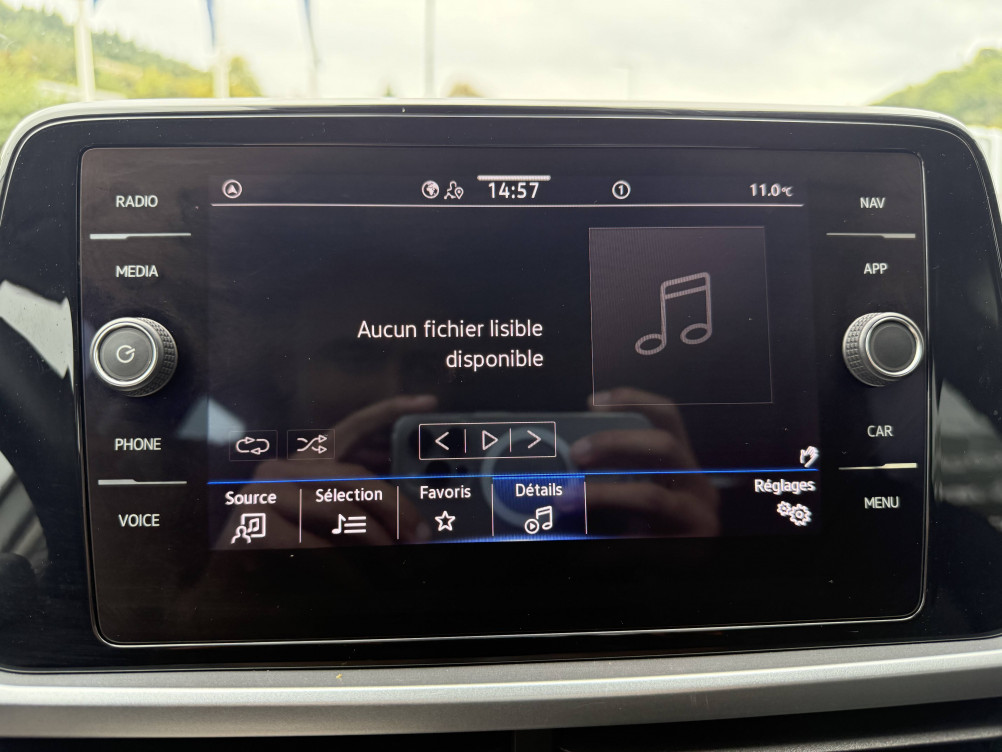 RADIO
MEDIA
PHONE
VOICE
14:57
1
11.0°C
Aucun fichier lisible
disponible
Source
Sélection
Favoris
Détails
Réglages
NAV
APP
CAR
MENU